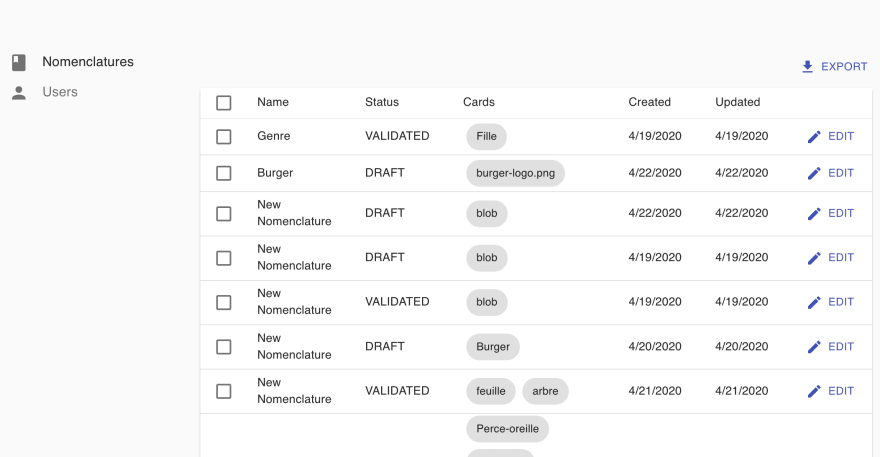 Nomenclatures
Users
EXPORT
Name Status Cards Created Updated
Genre VALIDATED Fille 4/19/2020 4/19/2020 EDIT
Burger DRAFT burger-logo.png 4/22/2020 4/22/2020 EDIT
New
Nomenclature DRAFT blob 4/22/2020 4/22/2020 EDIT
New
Nomenclature DRAFT blob 4/19/2020 4/19/2020 EDIT
New
Nomenclature VALIDATED blob 4/19/2020 4/19/2020 EDIT
New
Nomenclature DRAFT Burger 4/20/2020 4/20/2020 EDIT
New
Nomenclature VALIDATED feuille arbre 4/21/2020 4/21/2020 EDIT
Perce-oreille